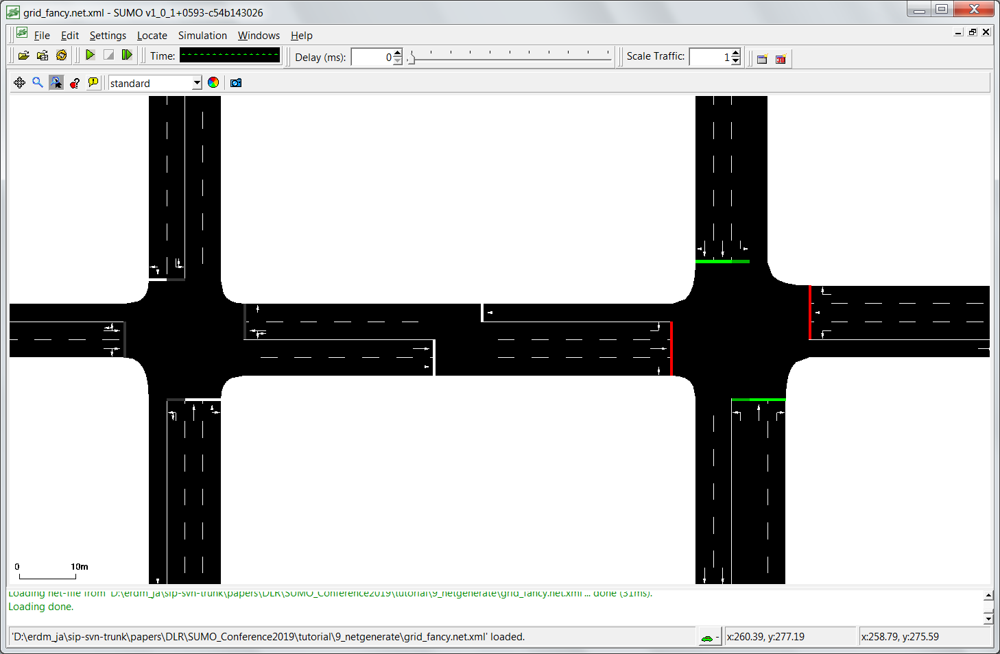 grid_fancy.net.xml - SUMO v1_0_1+0593-c54b143026
File Edit Settings Locate Simulation Windows Help
Time: Delay (ms): 0 Scale Traffic: 1
standard
0 10m
Loading net-file from 'D:\erdm_ja\sip-svn-trunk\papers\DLR\SUMO_Conference2019\tutorial\9_netgenerate\grid_fancy.net.xml'... done (31ms).
Loading done.
'D:\erdm_ja\sip-svn-trunk\papers\DLR\SUMO_Conference2019\tutorial\9_netgenerate\grid_fancy.net.xml' loaded.
- x:260.39, y:277.19 x:258.79, y:275.59